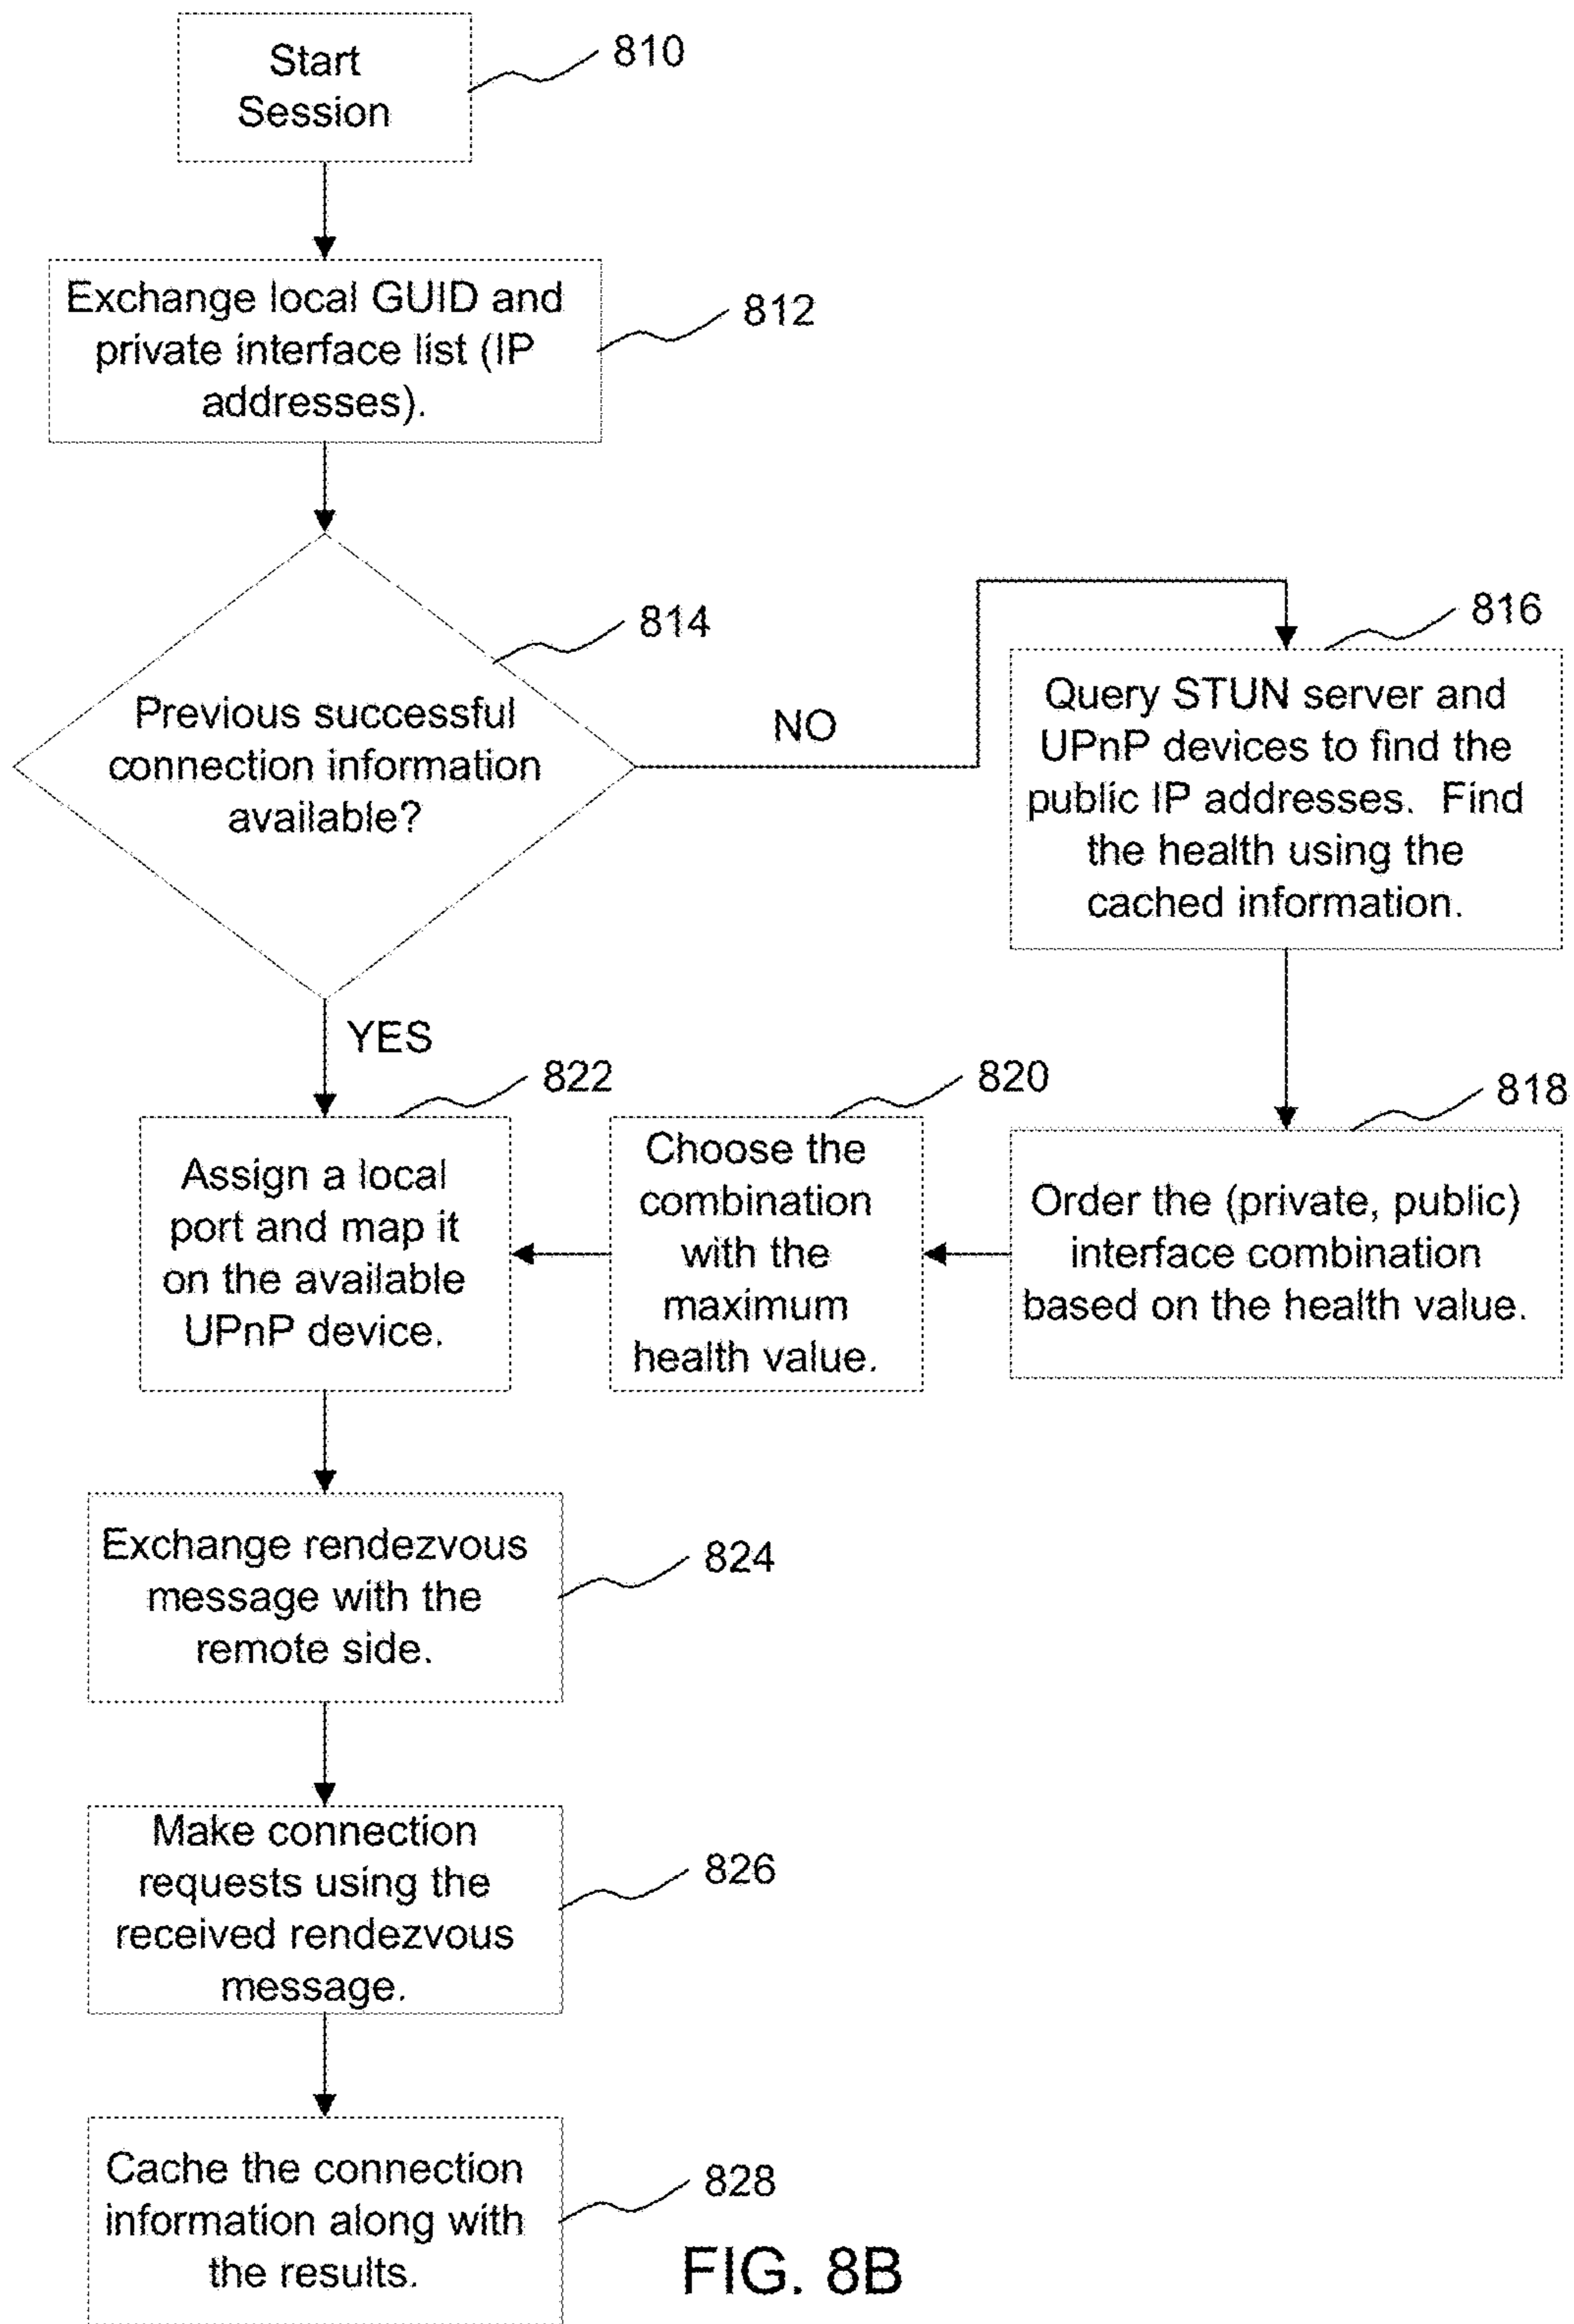 Start
Session
810
Exchange local GUID and
private interface list (IP
addresses).
812
Previous successful
connection information
available?
814
NO
YES
816
Query STUN server and
UPnP devices to find the
public IP addresses.  Find
the health using the
cached information.
818
Order the (private, public)
interface combination
based on the health value.
820
Choose the
combination
with the
maximum
health value.
822
Assign a local
port and map it
on the available
UPnP device.
Exchange rendezvous
message with the
remote side.
824
Make connection
requests using the
received rendezvous
message.
826
Cache the connection
information along with
the results.
828
FIG. 8B